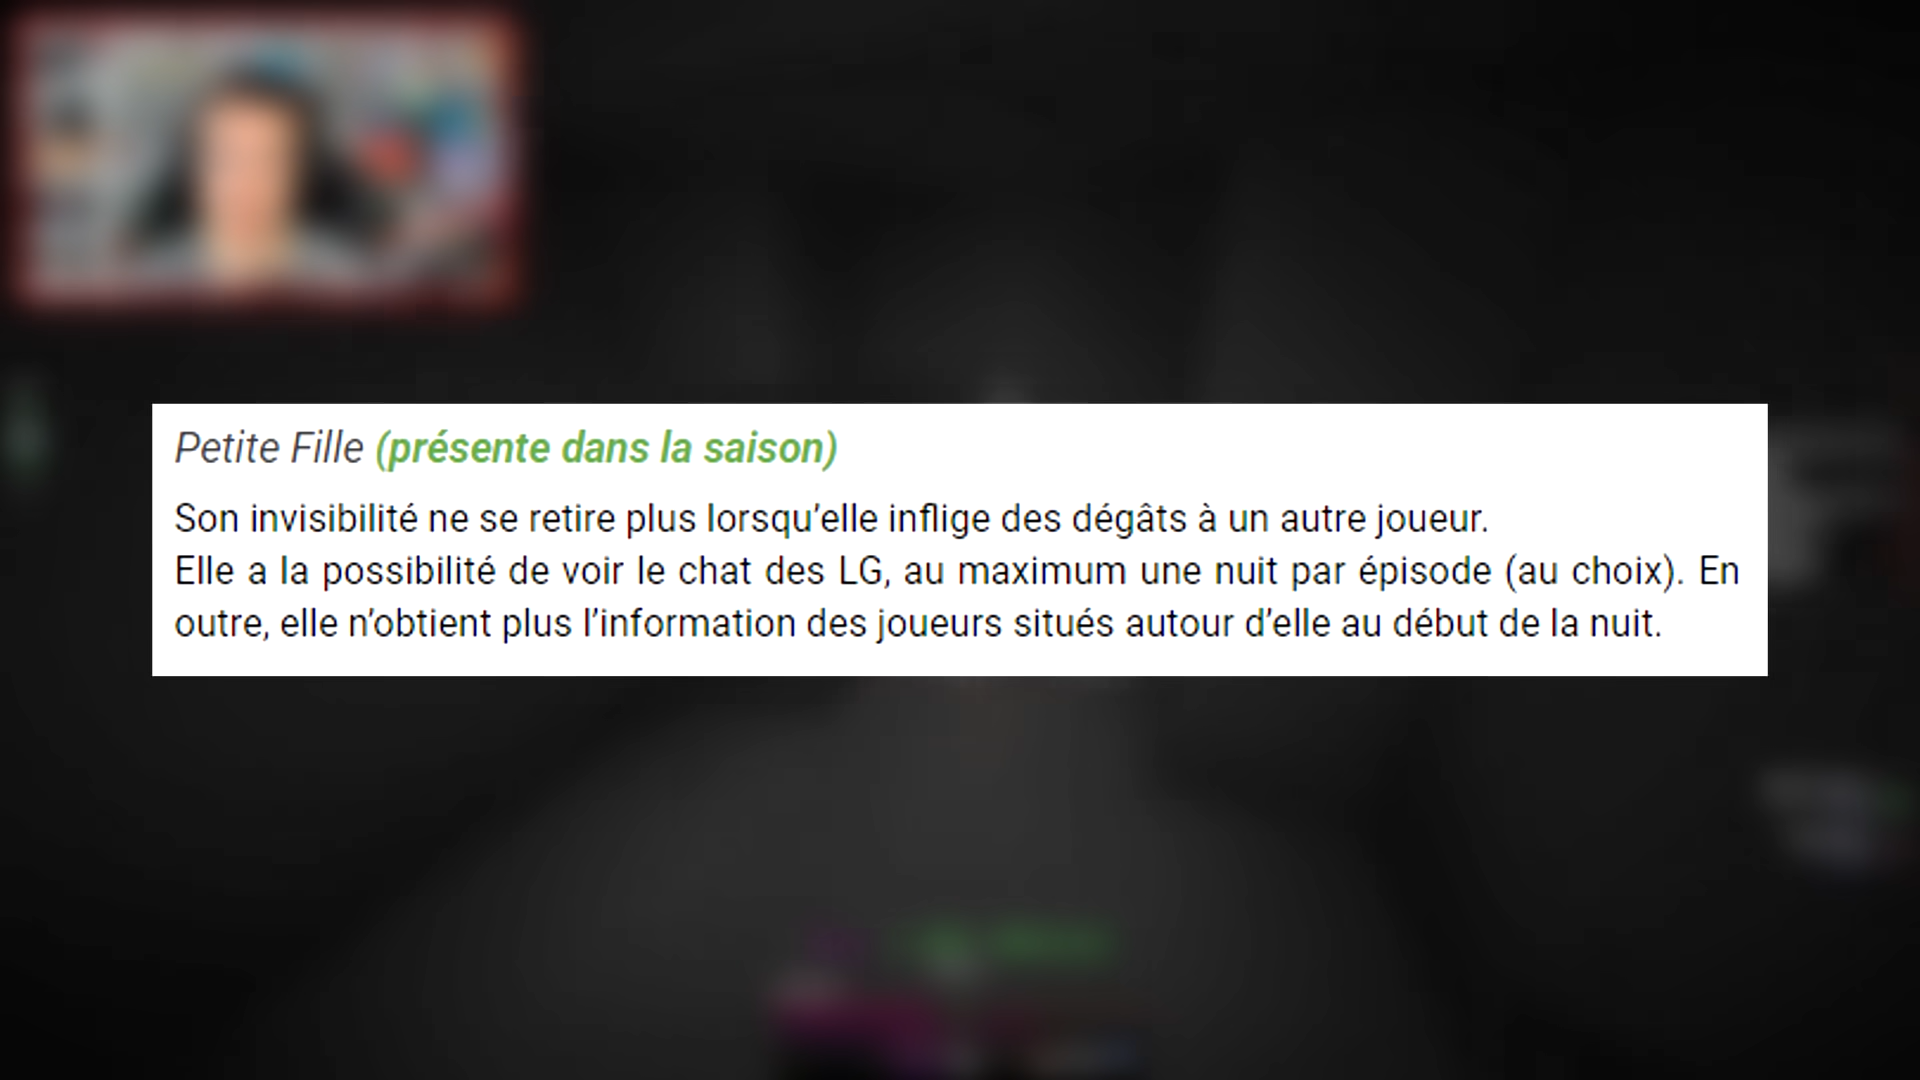 Petite Fille (présente dans la saison)
Son invisibilité ne se retire plus lorsqu’elle inflige des dégâts à un autre joueur.
Elle a la possibilité de voir le chat des LG, au maximum une nuit par épisode (au choix). En
outre, elle n’obtient plus l’information des joueurs situés autour d’elle au début de la nuit.